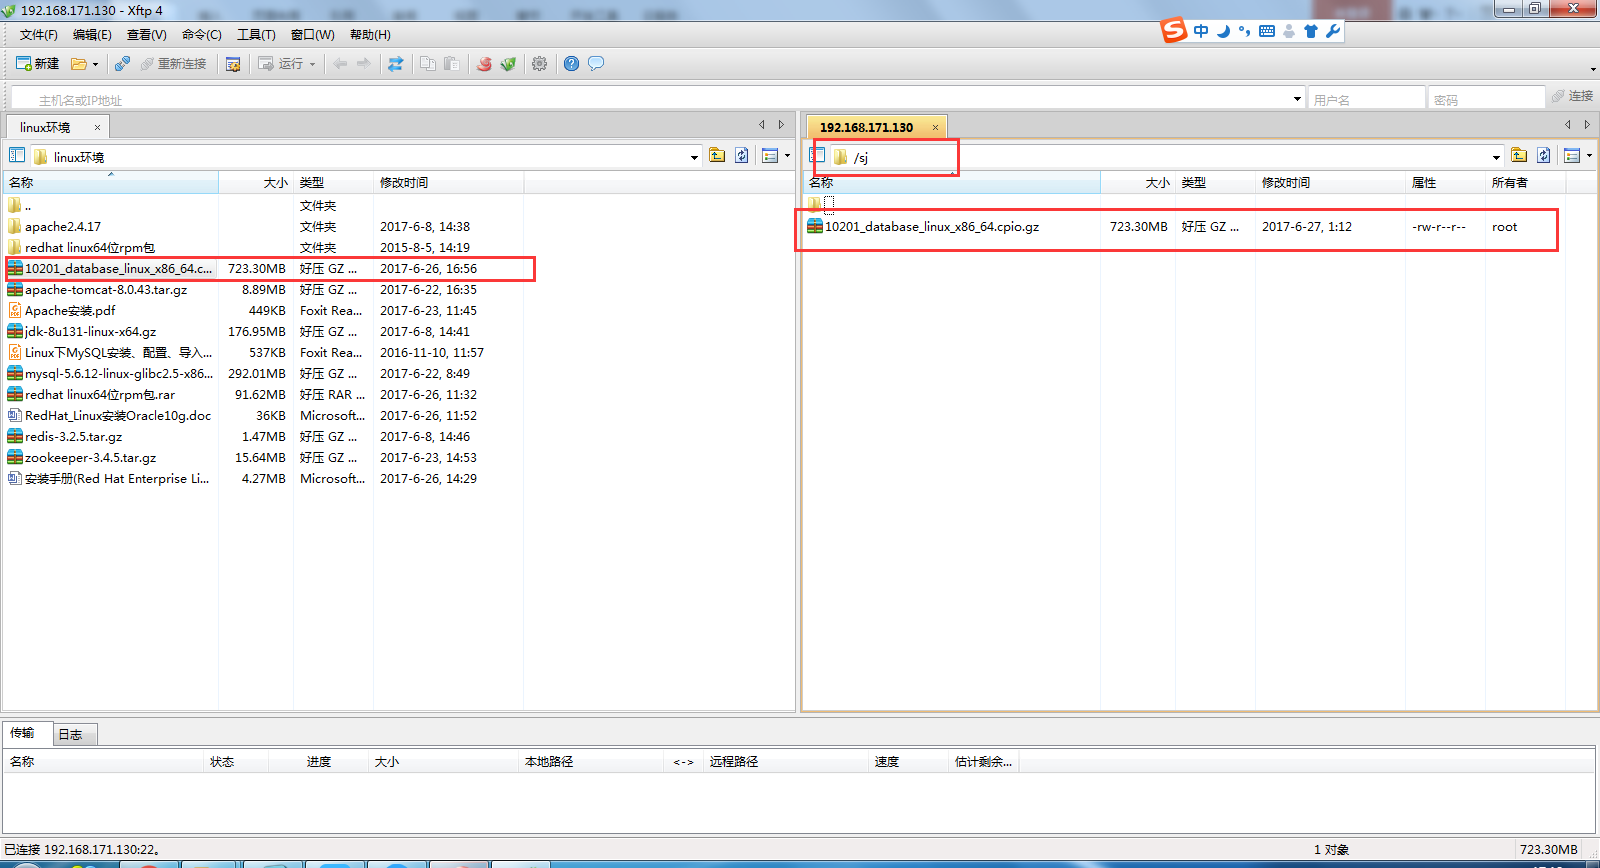 192.168.171.130 - Xftp 4
文件(F) 编辑(E) 查看(V) 命令(C) 工具(T) 窗口(W) 帮助(H)
中
新建 重新连接 运行
主机名或IP地址 用户名 密码 连接
linux环境 × 192.168.171.130 ×
linux环境 /sj
名称 大小 类型 修改时间
..  文件夹
apache2.4.17 文件夹 2017-6-8, 14:38
redhat linux64位rpm包 文件夹 2015-8-5, 14:19
10201_database_linux_x86_64.c... 723.30MB 好压 GZ ... 2017-6-26, 16:56
apache-tomcat-8.0.43.tar.gz 8.89MB 好压 GZ ... 2017-6-22, 16:35
Apache安装.pdf 449KB Foxit Rea... 2017-6-23, 11:45
jdk-8u131-linux-x64.gz 176.95MB 好压 GZ ... 2017-6-8, 14:41
Linux下MySQL安装、配置、导入... 537KB Foxit Rea... 2016-11-10, 11:57
mysql-5.6.12-linux-glibc2.5-x86... 292.01MB 好压 GZ ... 2017-6-22, 8:49
redhat linux64位rpm包.rar 91.62MB 好压 RAR ... 2017-6-26, 11:32
RedHat_Linux安装Oracle10g.doc 36KB Microsoft... 2017-6-26, 11:52
redis-3.2.5.tar.gz 1.47MB 好压 GZ ... 2017-6-8, 14:46
zookeeper-3.4.5.tar.gz 15.64MB 好压 GZ ... 2017-6-23, 14:53
安装手册(Red Hat Enterprise Li... 4.27MB Microsoft... 2017-6-26, 14:29
名称 大小 类型 修改时间 属性 所有者
10201_database_linux_x86_64.cpio.gz 723.30MB 好压 GZ ... 2017-6-27, 1:12 -rw-r--r-- root
传输 日志
名称 状态 进度 大小 本地路径 <-> 远程路径 速度 估计剩余...
已连接 192.168.171.130:22。 1 对象 723.30MB